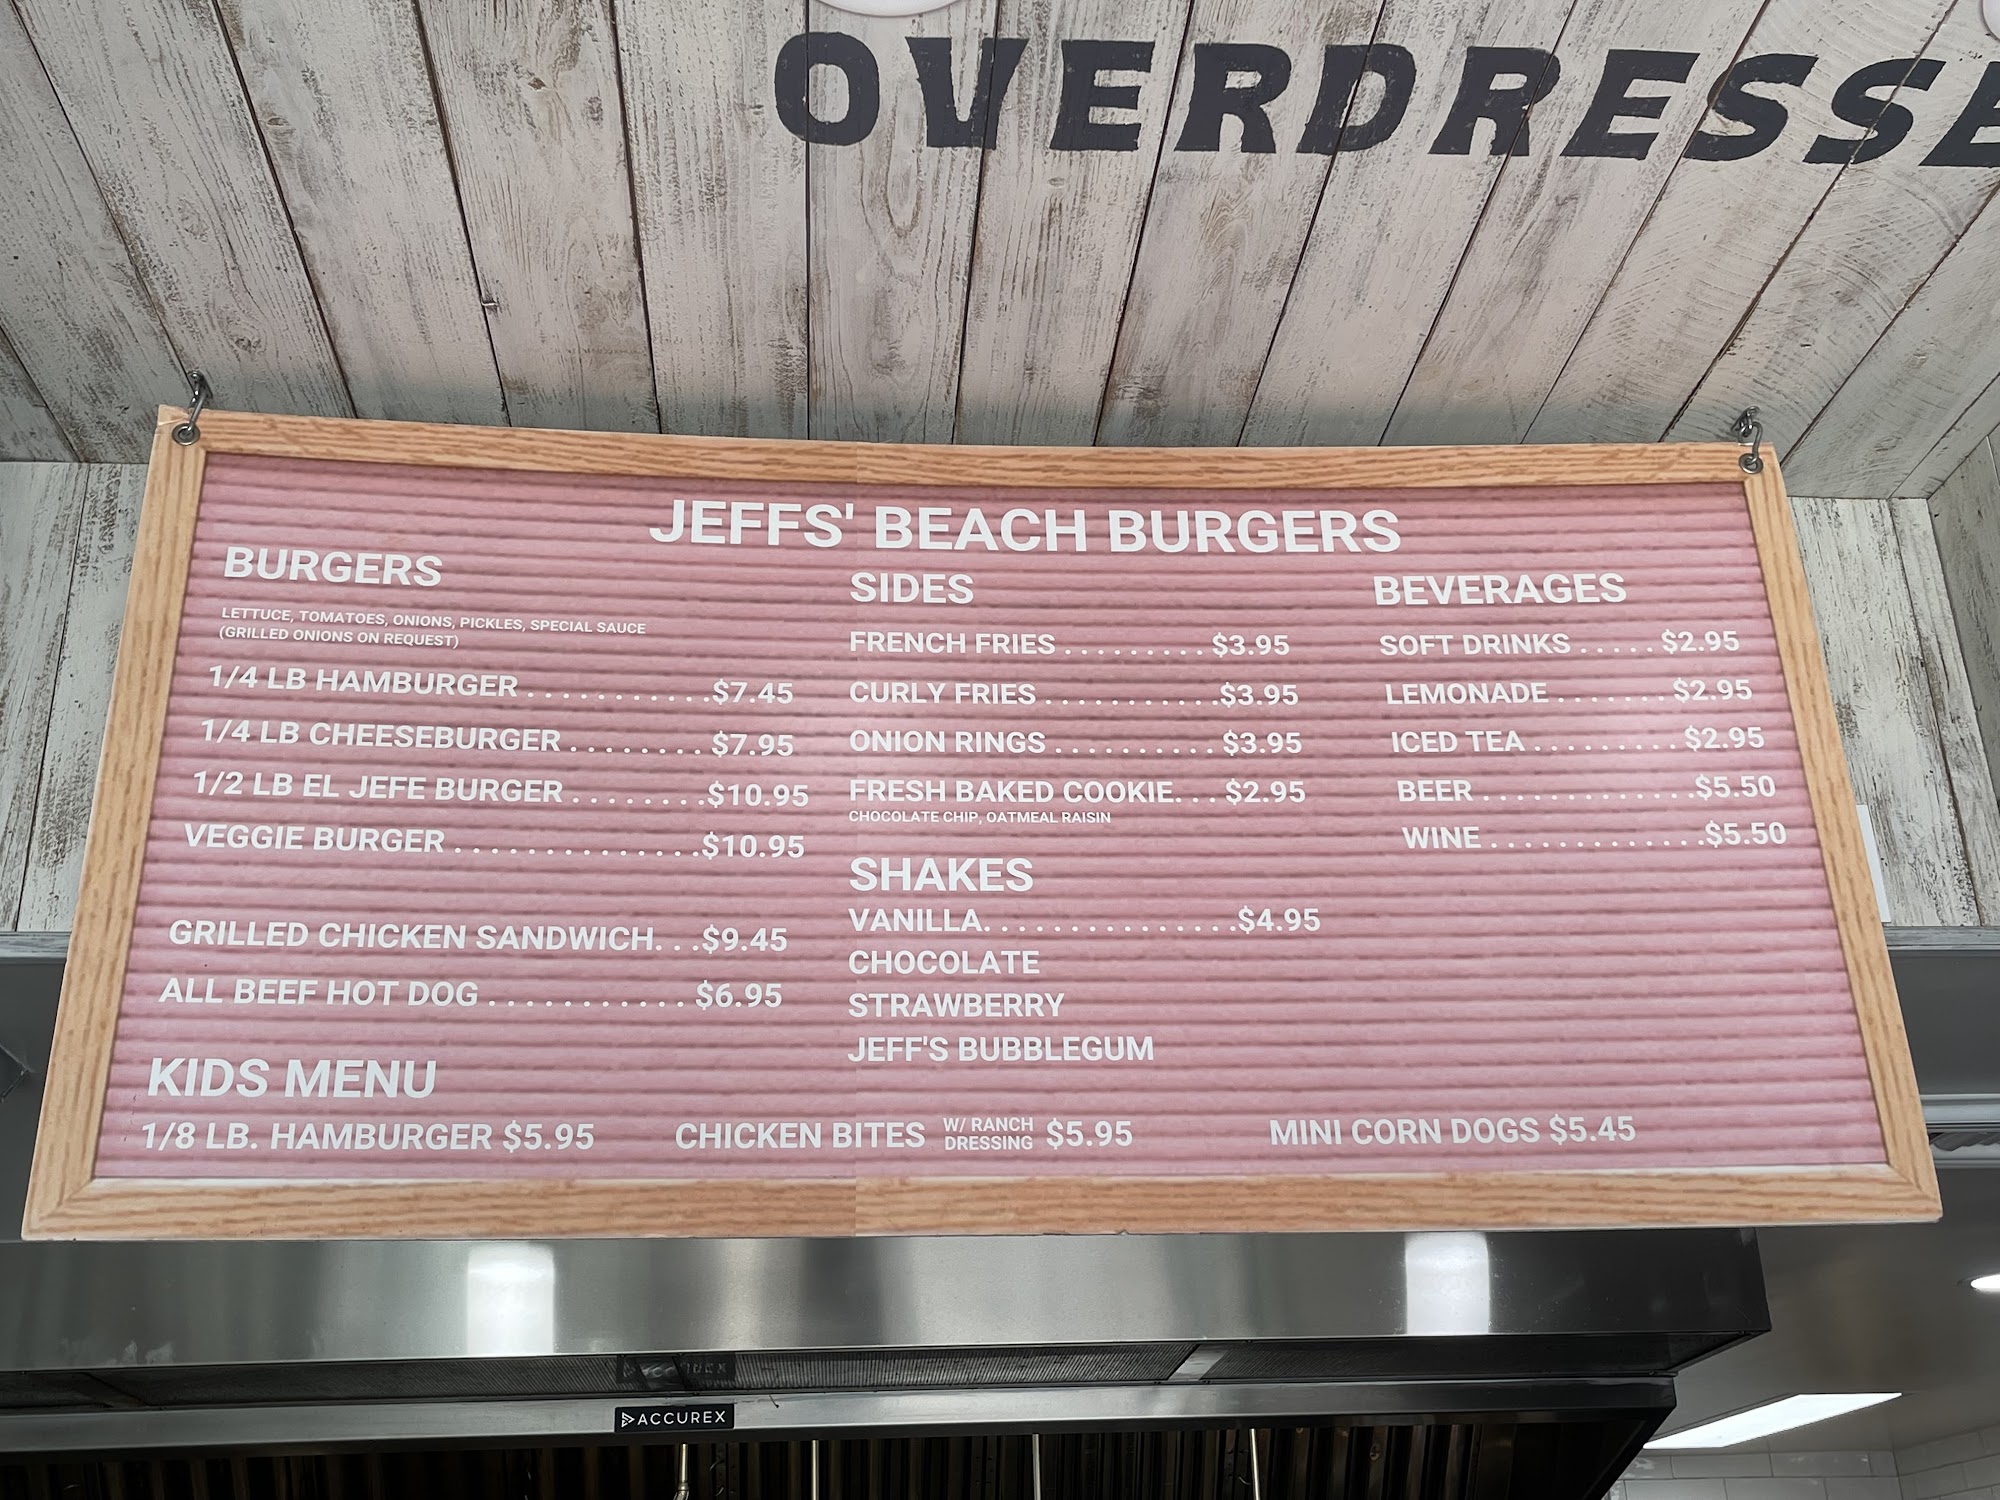 OVERDRESSE
JEFFS' BEACH BURGERS
BURGERS
LETTUCE, TOMATOES, ONIONS, PICKLES, SPECIAL SAUCE
(GRILLED ONIONS ON REQUEST)
1/4 LB HAMBURGER . . . . . . . . . . . $7.45
1/4 LB CHEESEBURGER . . . . . . . . $7.95
1/2 LB EL JEFE BURGER . . . . . . . . $10.95
VEGGIE BURGER . . . . . . . . . . . . . . $10.95
GRILLED CHICKEN SANDWICH. . . $9.45
ALL BEEF HOT DOG . . . . . . . . . . . $6.95
SIDES
FRENCH FRIES . . . . . . . . . $3.95
CURLY FRIES . . . . . . . . . . . $3.95
ONION RINGS . . . . . . . . . . $3.95
FRESH BAKED COOKIE. . . $2.95
CHOCOLATE CHIP, OATMEAL RAISIN
SHAKES
VANILLA. . . . . . . . . . . . . . . . $4.95
CHOCOLATE
STRAWBERRY
JEFF'S BUBBLEGUM
BEVERAGES
SOFT DRINKS . . . . . $2.95
LEMONADE . . . . . . . $2.95
ICED TEA . . . . . . . . . $2.95
BEER . . . . . . . . . . . . . $5.50
WINE . . . . . . . . . . . . . $5.50
KIDS MENU
1/8 LB. HAMBURGER $5.95
CHICKEN BITES W/ RANCH DRESSING $5.95
MINI CORN DOGS $5.45
ACCUREX